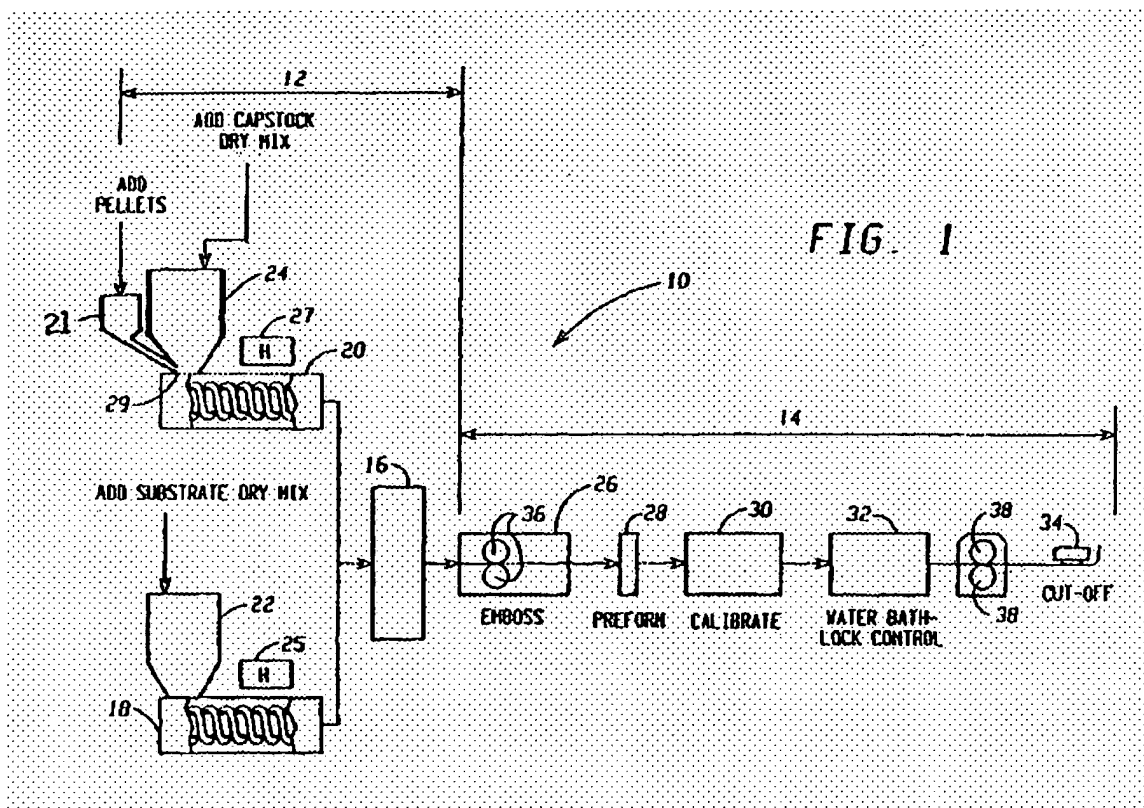 12
ADD CAPSTOCK
DRY MIX
ADD
PELLETS
FIG. 1
24
10
21
27
H
20
29
14
16
ADD SUBSTRATE DRY MIX
36
26
28
30
32
38
34
EMBOSS
PREFORM
CALIBRATE
WATER BATH-
LOCK CONTROL
38
CUT-OFF
22
25
H
18